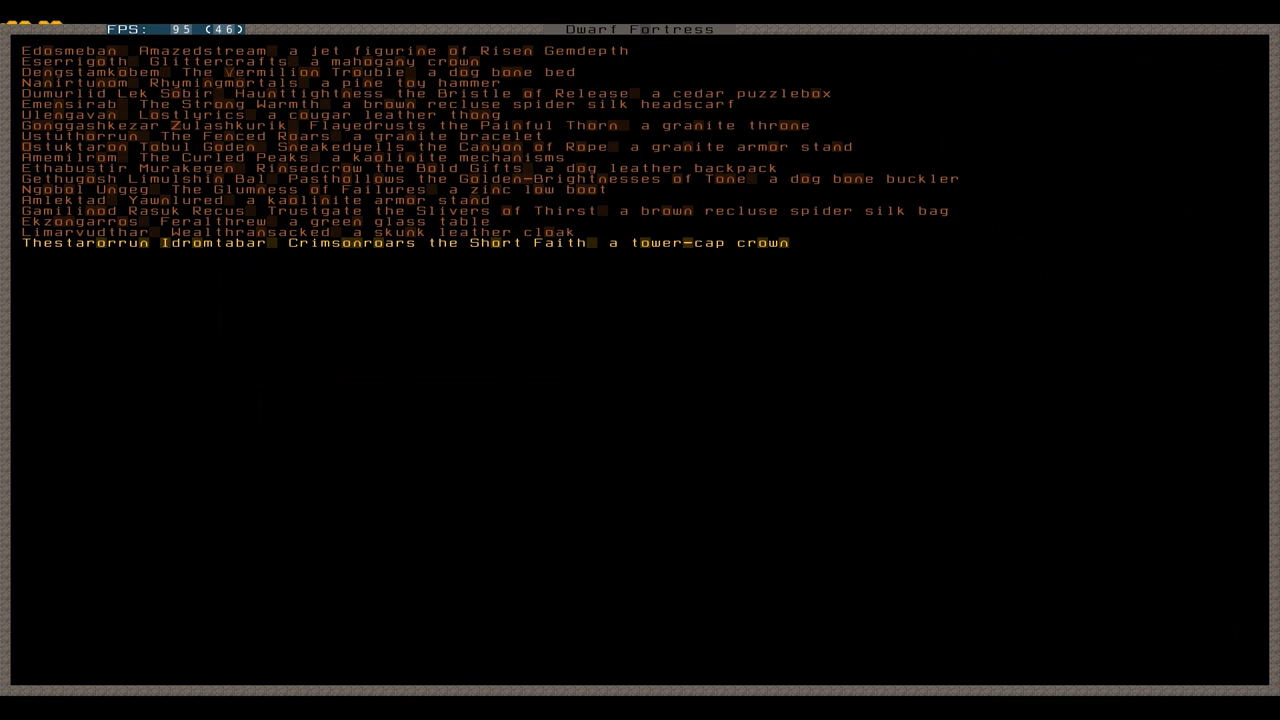 FPS: 95 (46)
Dwarf Fortress
Edosmeban Amazedstream a jet figurine of Risen Gemdepth
Eserrigoth Glittercrafts a mahogany crown
Dengstamkobem The Vermilion Trouble a dog bone bed
Nanirtunom Rhymingmortals a pine toy hammer
Dumurlid Lek Sobir Haunttightness the Bristle of Release a cedar puzzlebox
Emensirab The Strong Warmth a brown recluse spider silk headscarf
Ulengavan Lostlyrics a cougar leather thong
Gonggashkezar Zulashkurik Flayedrusts the Painful Thorn a granite throne
Ustuthorrun The Fenced Roars a granite bracelet
Ostuktaron Tobul Goden Sneakedyells the Canyon of Rope a granite armor stand
Amemilrom The Curled Peaks a kaolinite mechanisms
Ethabustir Murakegen Rinsedcrow the Bold Gifts a dog leather backpack
Gethugosh Limulshin Bal Pasthollows the Golden-Brightnesses of Tone a dog bone buckler
Ngobol Ungeg The Glumness of Failures a zinc low boot
Amlektad Yawnlured a kaolinite armor stand
Gamilinod Rasuk Recus Trustgate the Slivers of Thirst a brown recluse spider silk bag
Ekzongarros Feralthrew a green glass table
Limarvudthar Wealthransacked a skunk leather cloak
Thestarorrun Idromtabar Crimsonroars the Short Faith a tower-cap crown